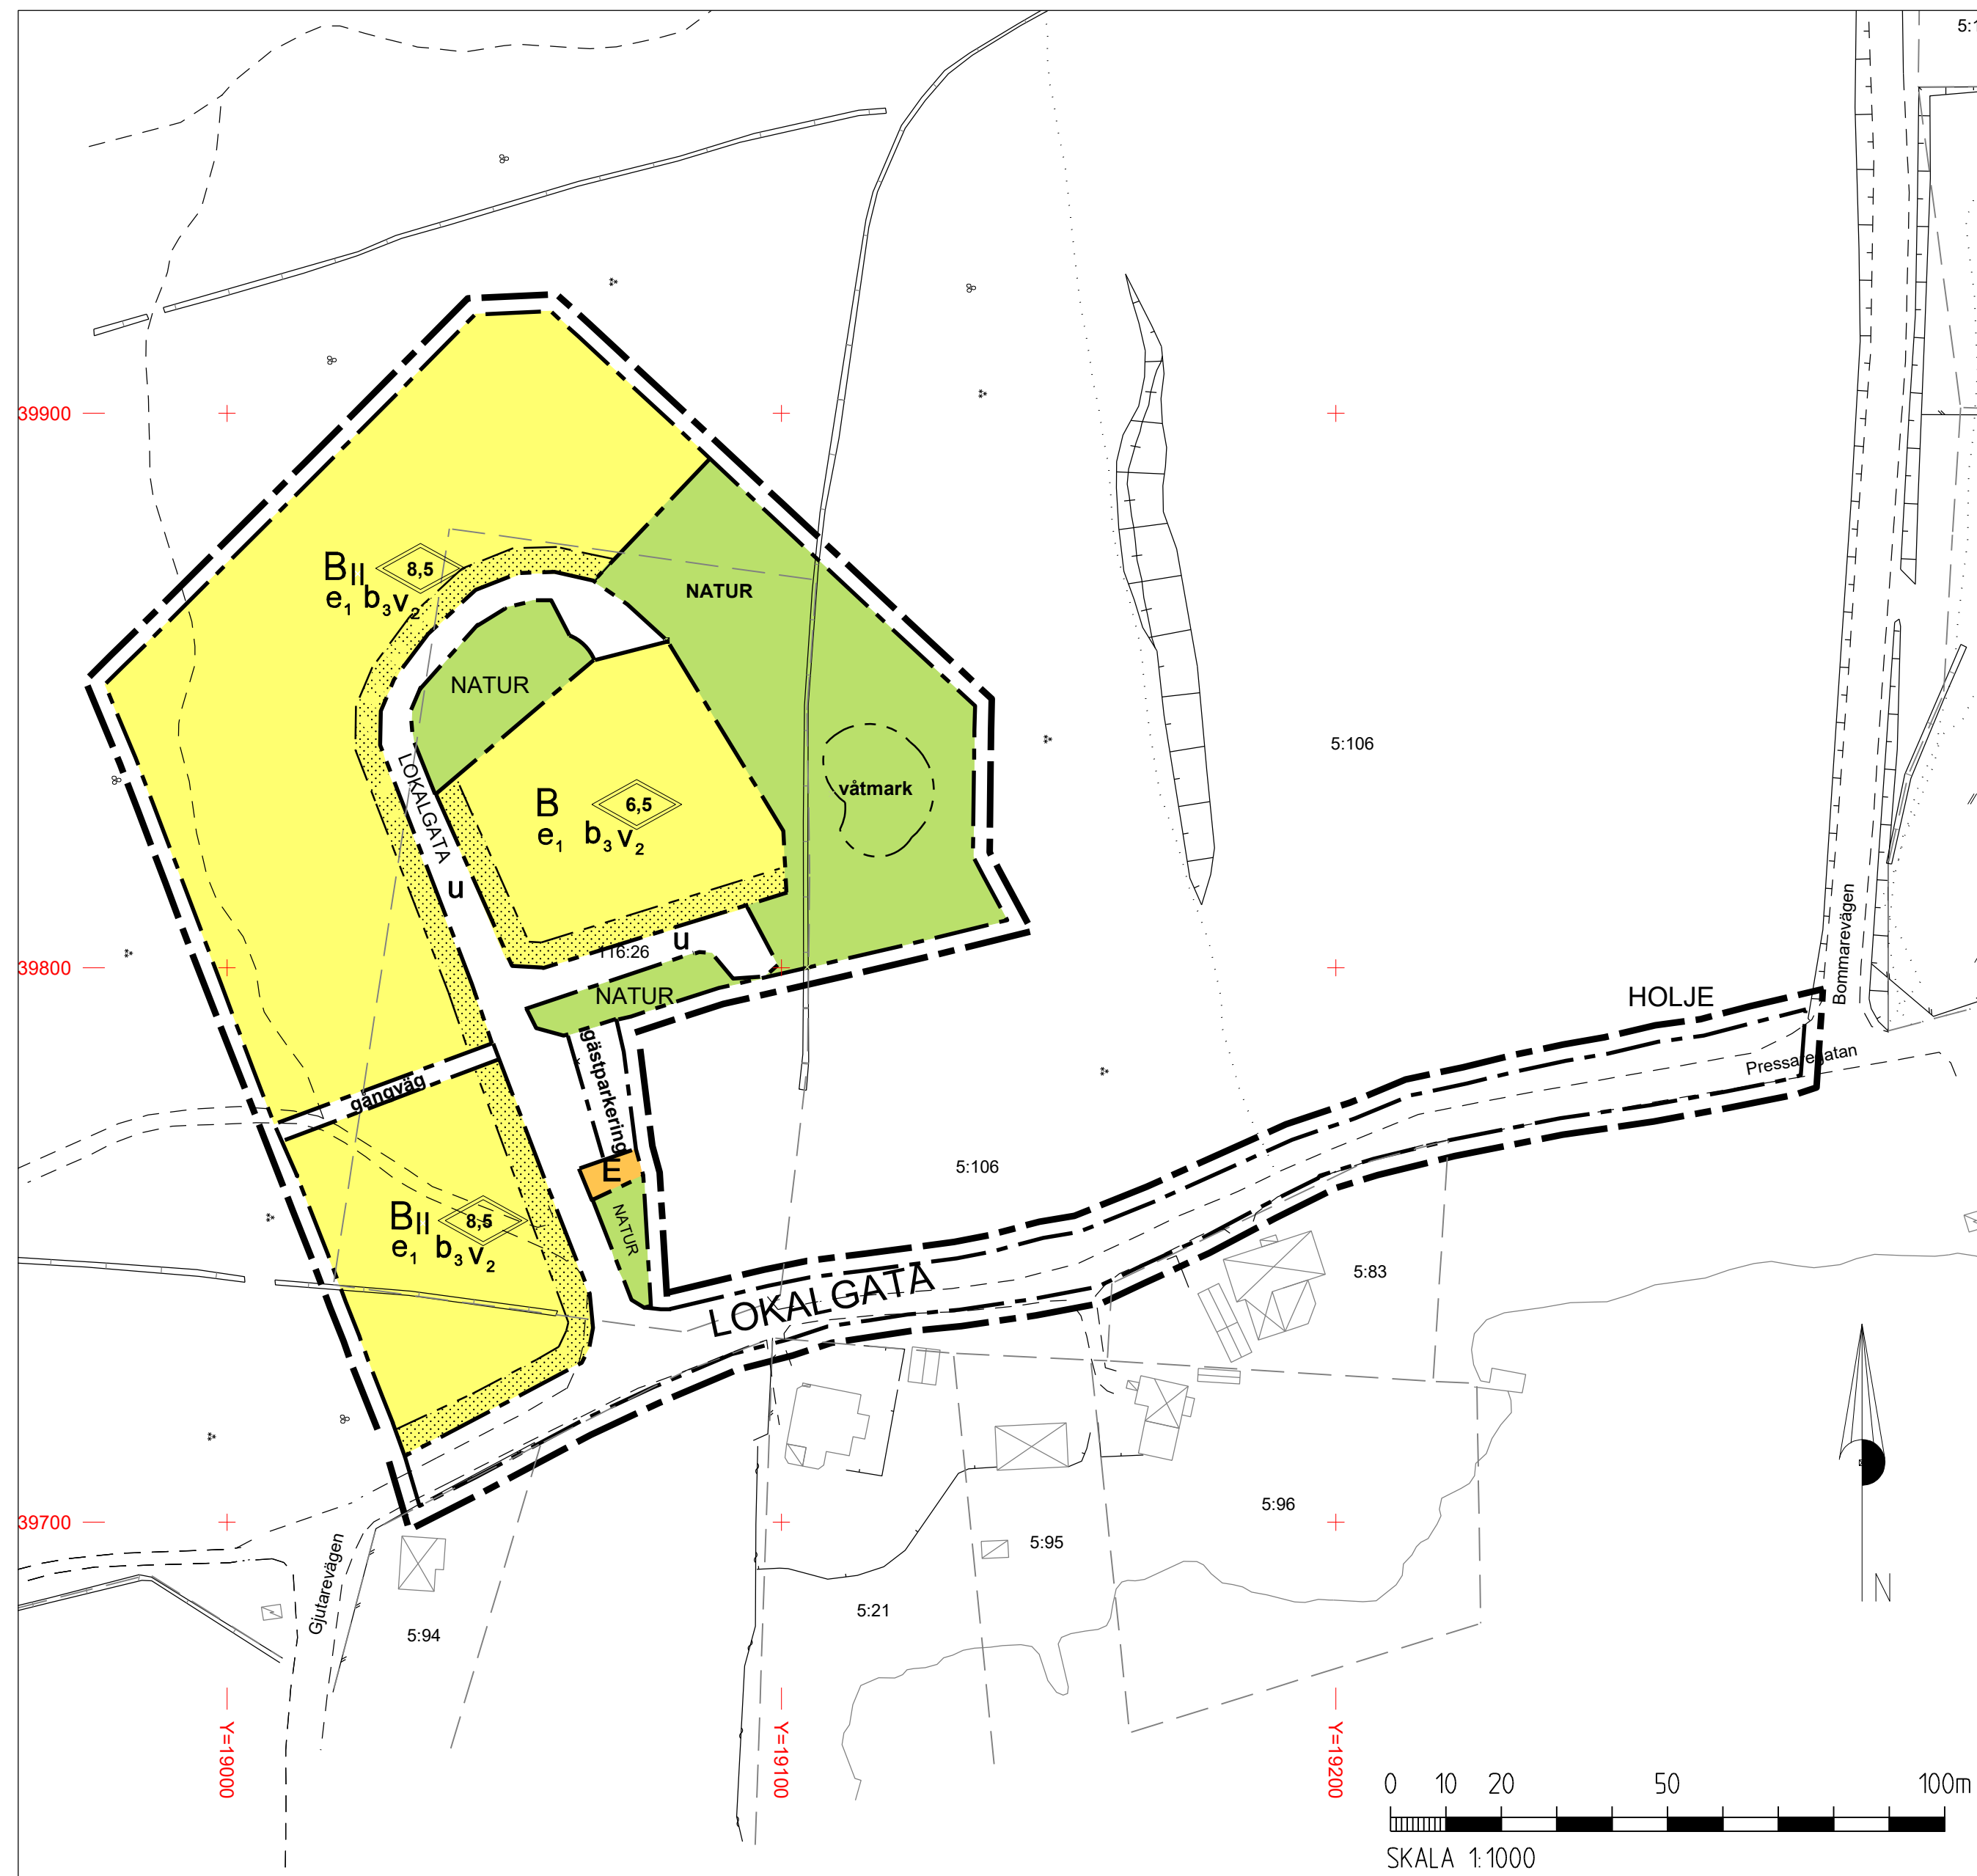 5:1
39900
BII 8,5
e1 b3 v2
NATUR
NATUR
LOKALGATA
u
B 6,5
e1 b3 v2
våtmark
5:106
116:26
u
39800
NATUR
HOLJE
Bommarevägen
Pressaregatan
gästparkering
gångväg
E
5:106
NATUR
BII 8,5
e1 b3 v2
LOKALGATA
5:83
5:96
39700
5:95
Gjutarevägen
5:21
5:94
N
Y=19000
Y=19100
Y=19200
0 10 20 50 100m
SKALA 1:1000